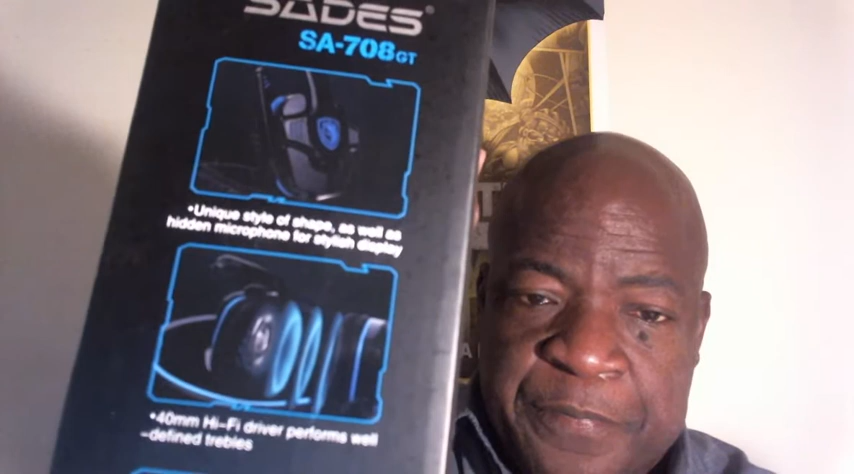 SADES®
SA-708GT
•Unique style of shape, as well as
hidden microphone for stylish display
•40mm Hi-Fi driver performs well
-defined trebles